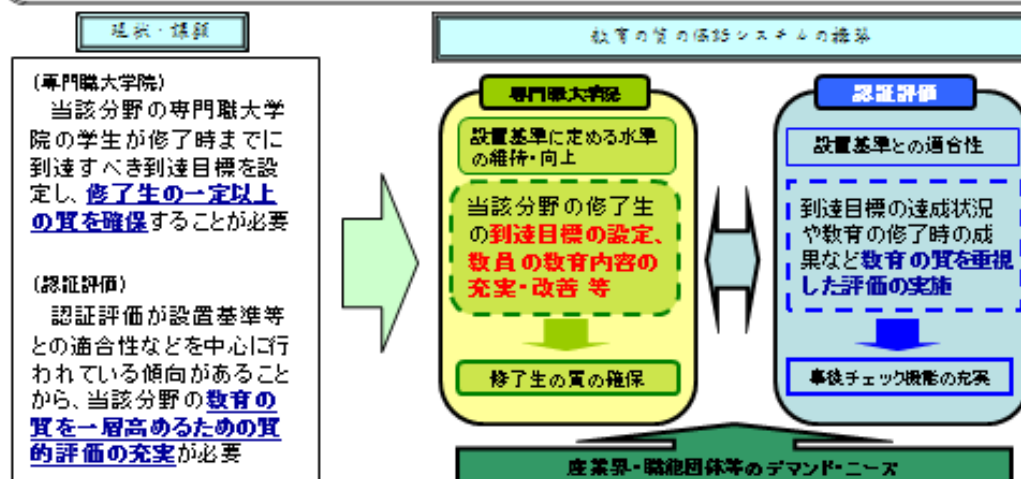 現状・課題
（専門職大学院）
当該分野の専門職大学
院の学生が修了時までに
到達すべき到達目標を設
定し、修了生の一定以上
の質を確保することが必要
（認証評価）
認証評価が設置基準等
との適合性などを中心に行
われている傾向があること
から、当該分野の教育の
質を一層高めるための質
的評価の充実が必要
教育の質の保証システムの構築
専門職大学院
設置基準に定める水準
の維持・向上
当該分野の修了生
の到達目標の設定、
教員の教育内容の
充実・改善 等
修了生の質の確保
認証評価
設置基準との適合性
到達目標の達成状況
や教育の修了時の成
果など教育の質を重視
した評価の実施
事後チェック機能の充実
産業界・職能団体等のデマンド・ニーズ